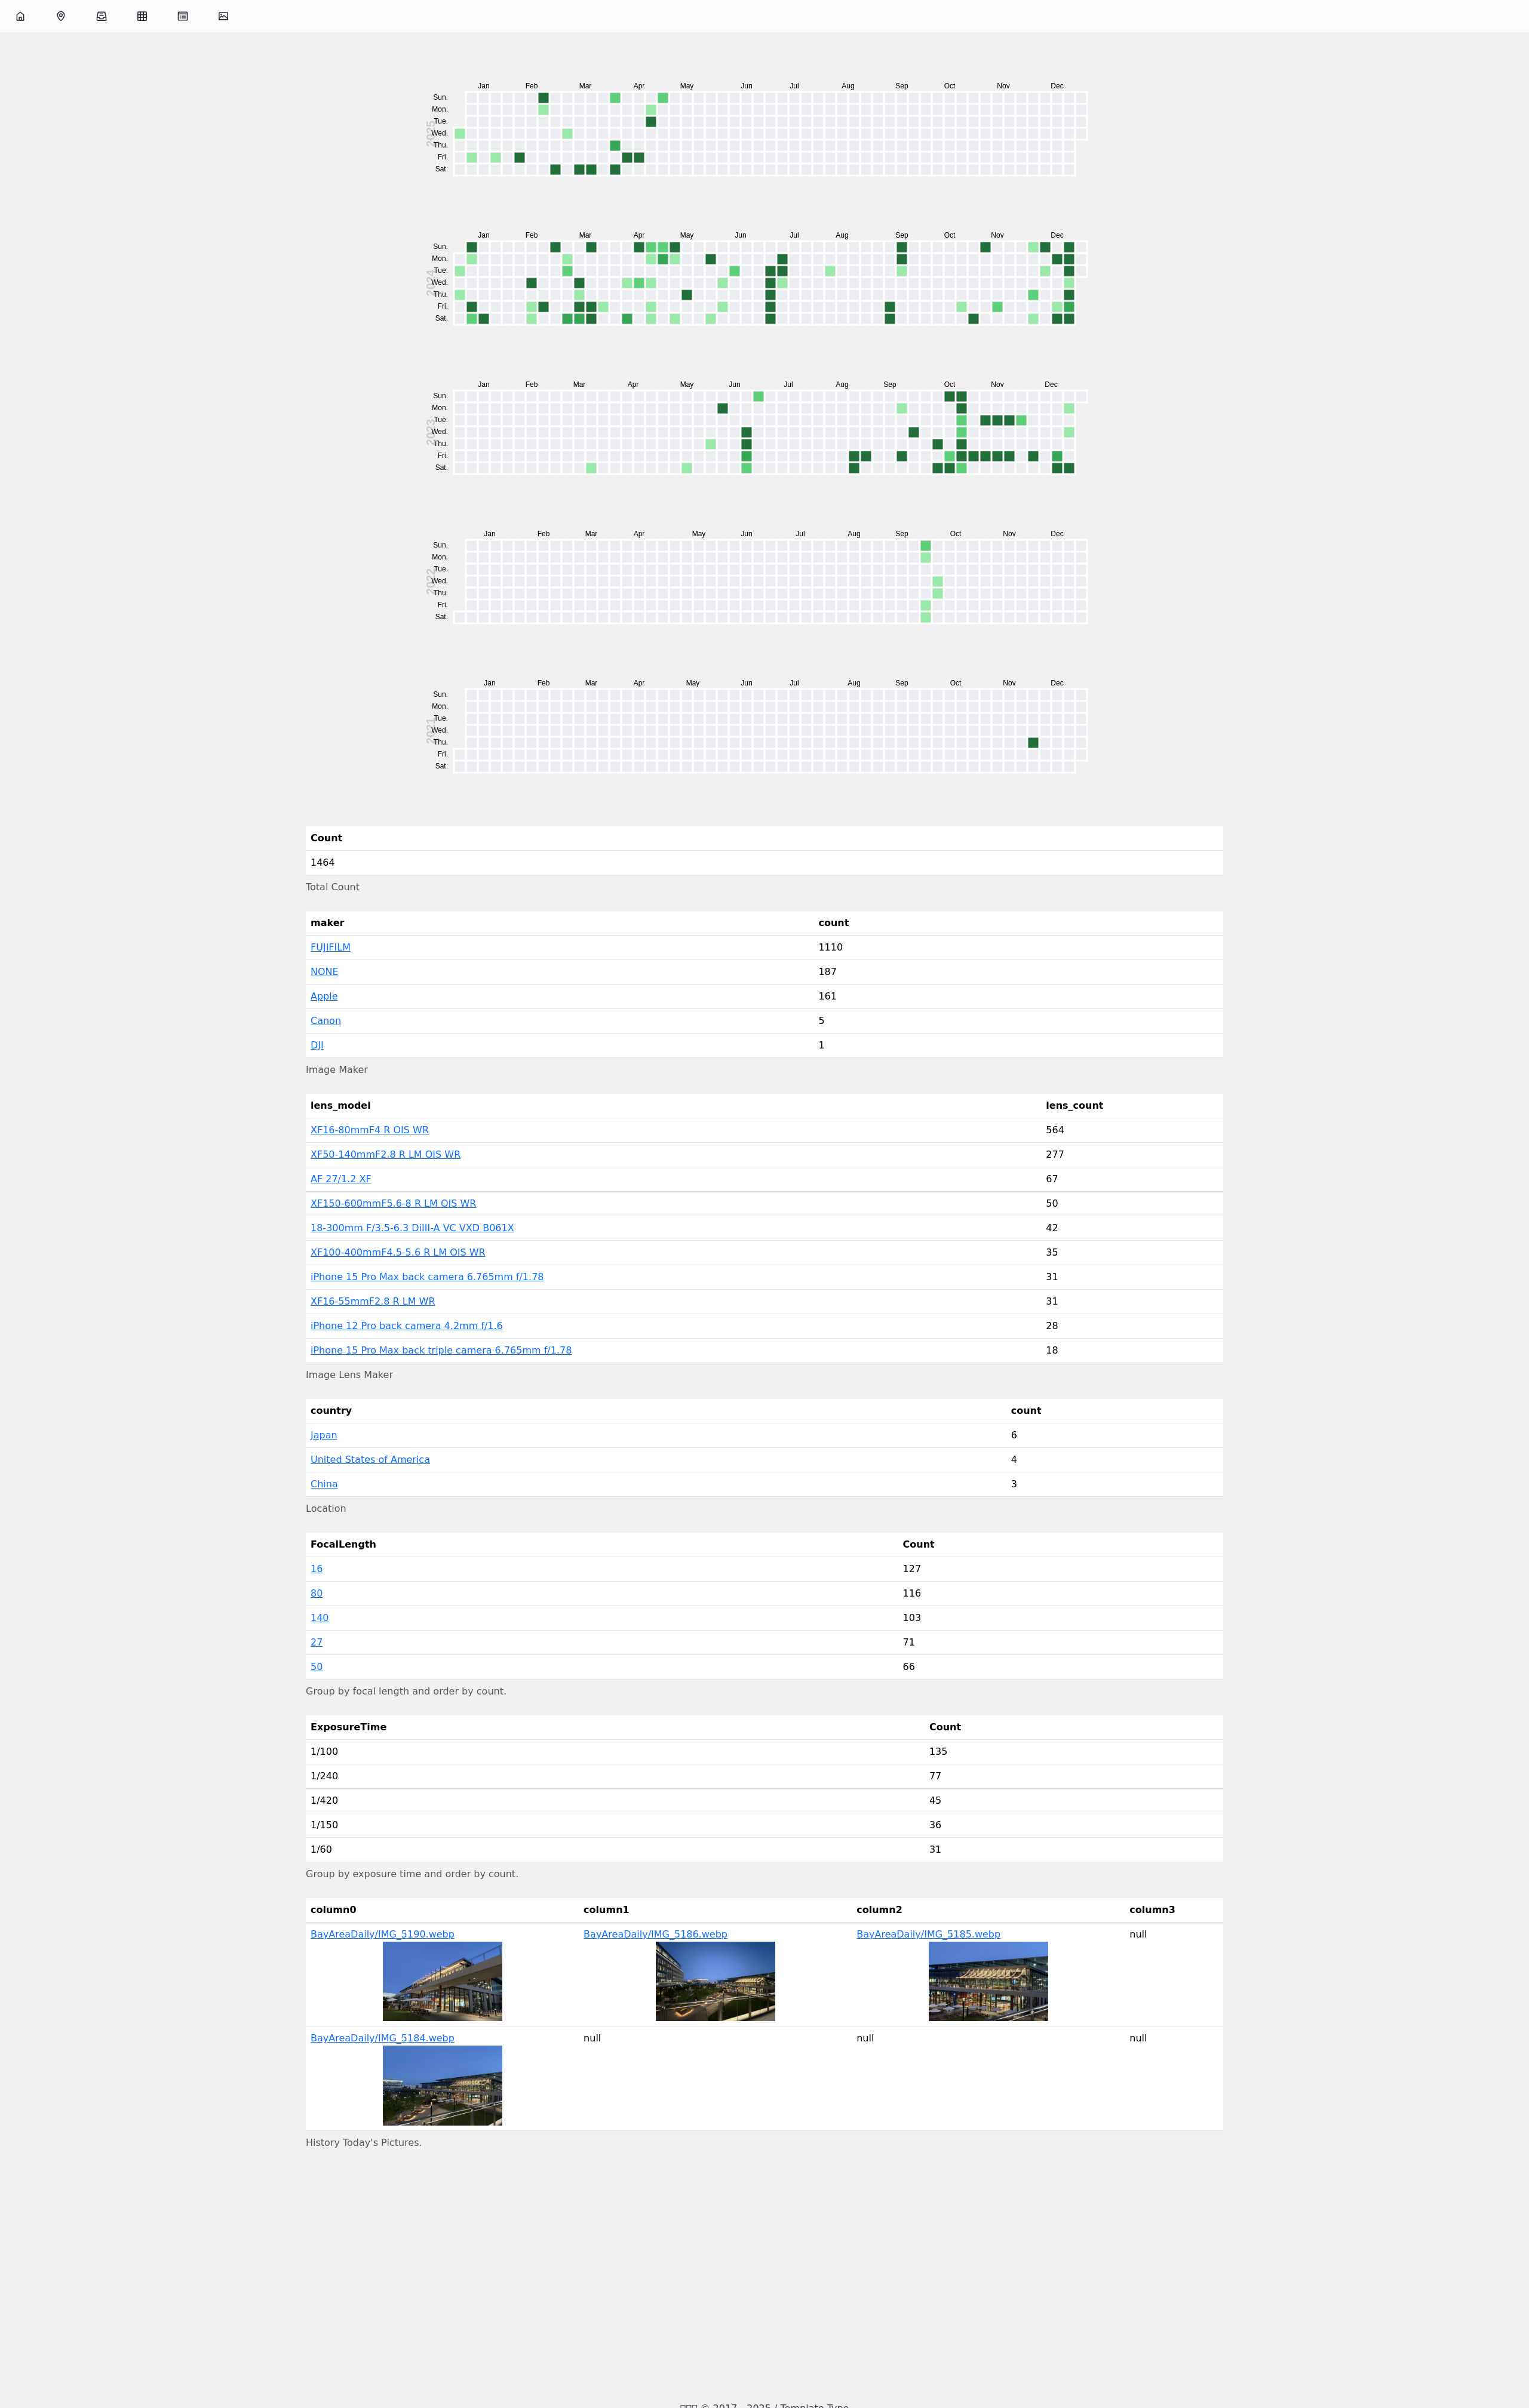 Jan Feb Mar Apr May Jun Jul Aug Sep Oct Nov Dec
2025
Sun.
Mon.
Tue.
Wed.
Thu.
Fri.
Sat.
Jan Feb Mar Apr May Jun Jul Aug Sep Oct Nov Dec
2024
Sun.
Mon.
Tue.
Wed.
Thu.
Fri.
Sat.
Jan Feb Mar Apr May Jun Jul Aug Sep Oct Nov Dec
2023
Sun.
Mon.
Tue.
Wed.
Thu.
Fri.
Sat.
Jan Feb Mar Apr May Jun Jul Aug Sep Oct Nov Dec
2022
Sun.
Mon.
Tue.
Wed.
Thu.
Fri.
Sat.
Jan Feb Mar Apr May Jun Jul Aug Sep Oct Nov Dec
2021
Sun.
Mon.
Tue.
Wed.
Thu.
Fri.
Sat.
Count
1464
Total Count
maker count
FUJIFILM 1110
NONE 187
Apple 161
Canon 5
DJI 1
Image Maker
lens_model lens_count
XF16-80mmF4 R OIS WR 564
XF50-140mmF2.8 R LM OIS WR 277
AF 27/1.2 XF 67
XF150-600mmF5.6-8 R LM OIS WR 50
18-300mm F/3.5-6.3 DiIII-A VC VXD B061X 42
XF100-400mmF4.5-5.6 R LM OIS WR 35
iPhone 15 Pro Max back camera 6.765mm f/1.78 31
XF16-55mmF2.8 R LM WR 31
iPhone 12 Pro back camera 4.2mm f/1.6 28
iPhone 15 Pro Max back triple camera 6.765mm f/1.78 18
Image Lens Maker
country count
Japan 6
United States of America 4
China 3
Location
FocalLength Count
16 127
80 116
140 103
27 71
50 66
Group by focal length and order by count.
ExposureTime Count
1/100 135
1/240 77
1/420 45
1/150 36
1/60 31
Group by exposure time and order by count.
column0 column1 column2 column3
BayAreaDaily/IMG_5190.webp BayAreaDaily/IMG_5186.webp BayAreaDaily/IMG_5185.webp null
BayAreaDaily/IMG_5184.webp null null null
History Today's Pictures.
© 2017 - 2025 / Template Type